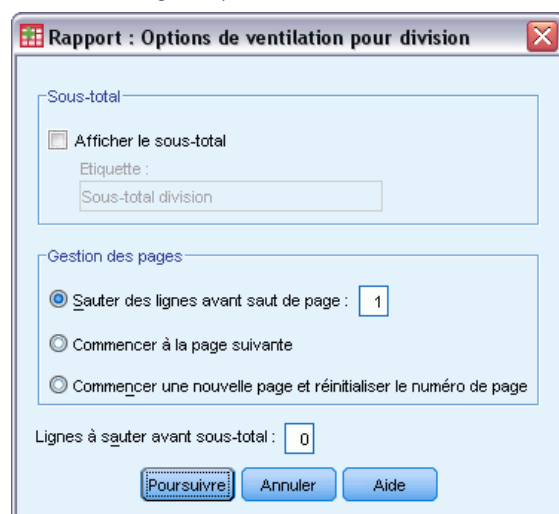 Rapport : Options de ventilation pour division
Sous-total
Afficher le sous-total
Etiquette :
Sous-total division
Gestion des pages
Sauter des lignes avant saut de page : 1
Commencer à la page suivante
Commencer une nouvelle page et réinitialiser le numéro de page
Lignes à sauter avant sous-total : 0
Poursuivre Annuler Aide